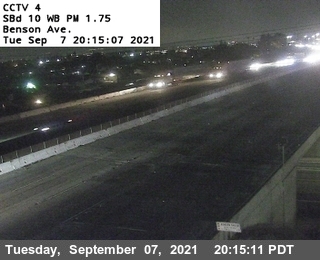 CCTV 4
SBd 10 WB PM 1.75
Benson Ave.
Tue Sep 7 20:15:07 2021
Tuesday, September 07, 2021 20:15:11 PDT